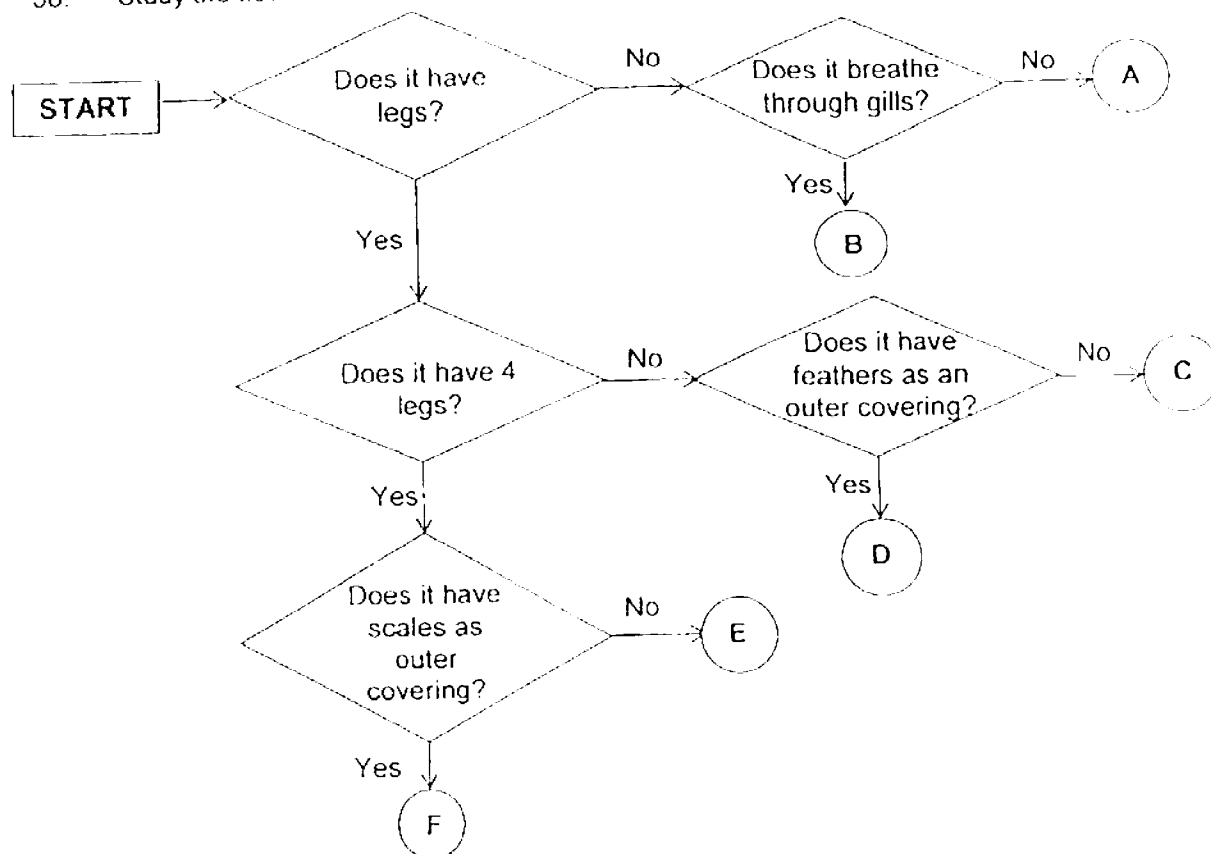 Study the
START
Does it have
legs?
No
Does it breathe
through gills?
No
A
Yes
B
Yes
Does it have 4
legs?
No
Does it have
feathers as an
outer covering?
No
C
Yes
D
Yes
Does it have
scales as
outer
covering?
No
E
Yes
F